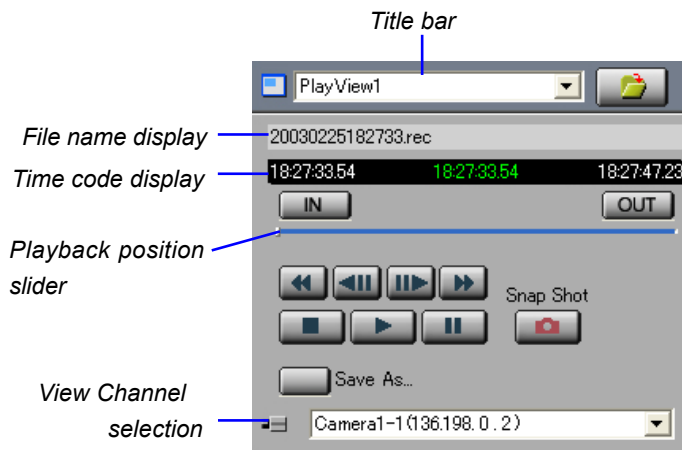 Title bar
PlayView1
File name display
20030225182733.rec
Time code display
18:27:33.54 18:27:33.54 18:27:47.23
IN OUT
Playback position
slider
Snap Shot
Save As...
View Channel
selection
Camera1-1(136.198.0.2)